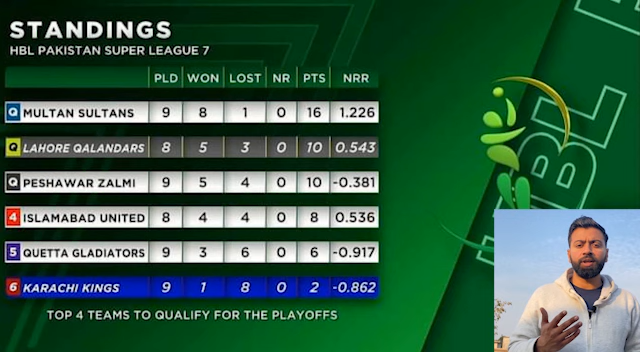 STANDINGS
HBL PAKISTAN SUPER LEAGUE 7
PLD WON LOST NR PTS NRR
Q MULTAN SULTANS 9 8 1 0 16 1.226
Q LAHORE QALANDARS 8 5 3 0 10 0.543
Q PESHAWAR ZALMI 9 5 4 0 10 -0.381
4 ISLAMABAD UNITED 8 4 4 0 8 0.536
5 QUETTA GLADIATORS 9 3 6 0 6 -0.917
6 KARACHI KINGS 9 1 8 0 2 -0.862
TOP 4 TEAMS TO QUALIFY FOR THE PLAYOFFS
HBL